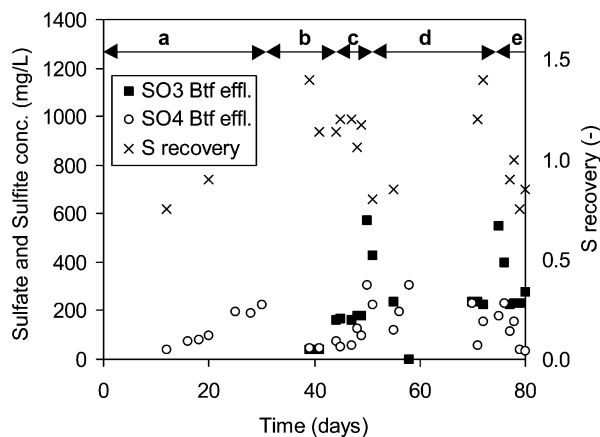 a b c d e
1400
1200
1000
800
600
400
200
0
Sulfate and Sulfite conc. (mg/L)
SO3 Btf effl.
SO4 Btf effl.
S recovery
1.5
1.0
0.5
0.0
S recovery (-)
0 20 40 60 80
Time (days)